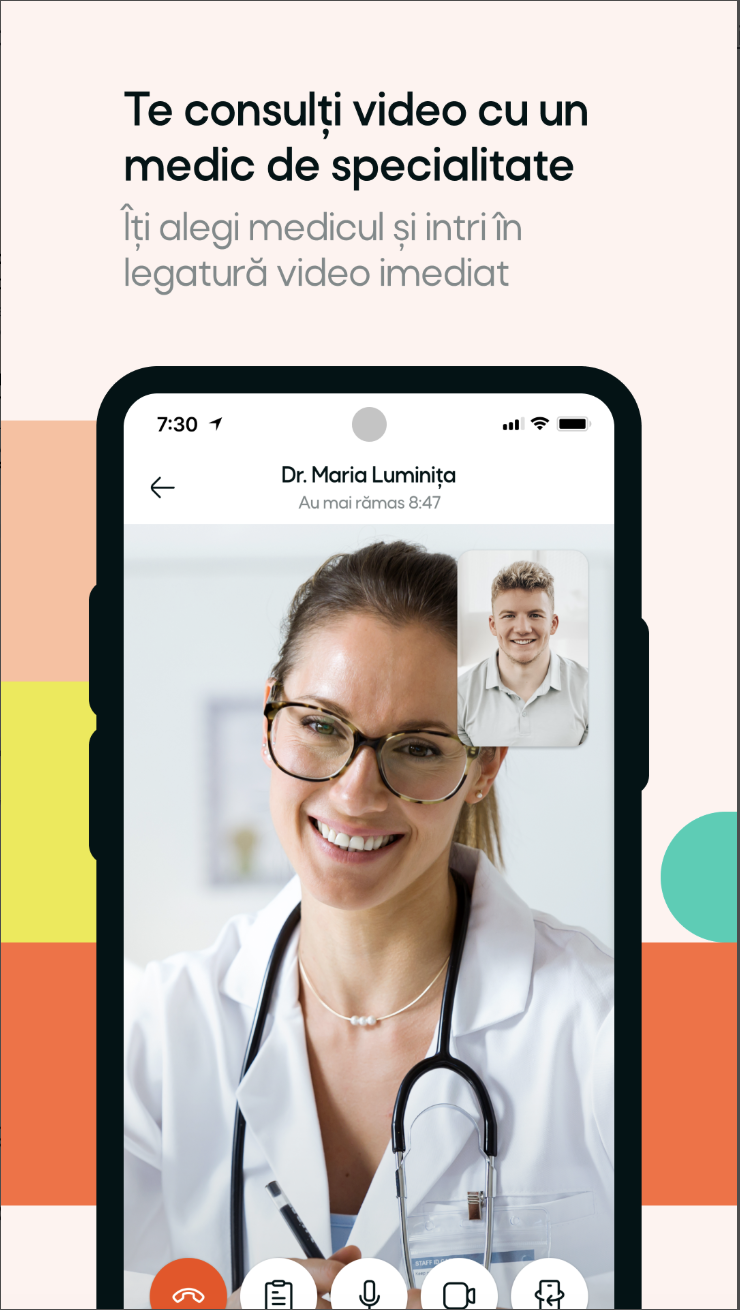 Te consulți video cu un
medic de specialitate
Îți alegi medicul și intri în
legatură video imediat
7:30
Dr. Maria Luminița
Au mai rămas 8:47
STAFF